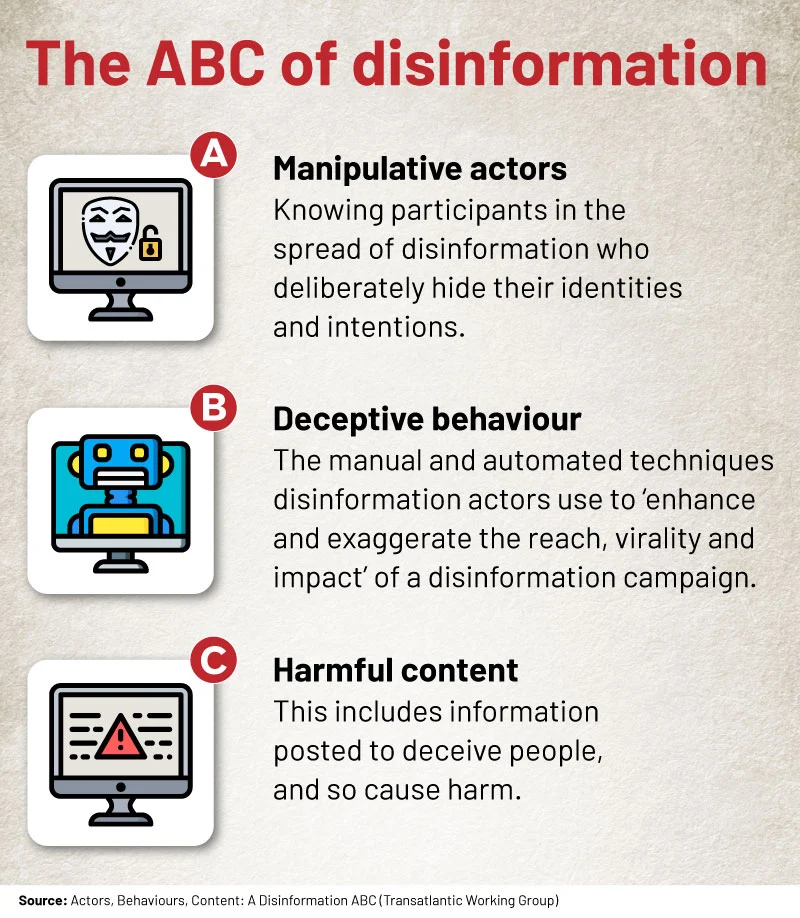 The ABC of disinformation
A
Manipulative actors
Knowing participants in the
spread of disinformation who
deliberately hide their identities
and intentions.
B
Deceptive behaviour
The manual and automated techniques
disinformation actors use to ‘enhance
and exaggerate the reach, virality and
impact’ of a disinformation campaign.
C
Harmful content
This includes information
posted to deceive people,
and so cause harm.
Source: Actors, Behaviours, Content: A Disinformation ABC (Transatlantic Working Group)